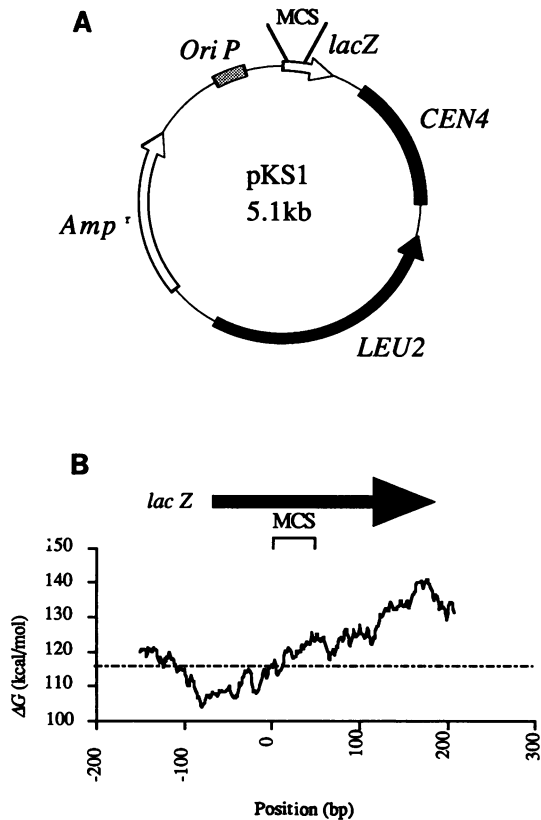 A
MCS
Ori P
lacZ
CEN4
pKS1
5.1kb
Amp r
LEU2
B
lac Z
MCS
150
140
130
120
110
100
ΔG (kcal/mol)
-200
-100
0
100
200
300
Position (bp)